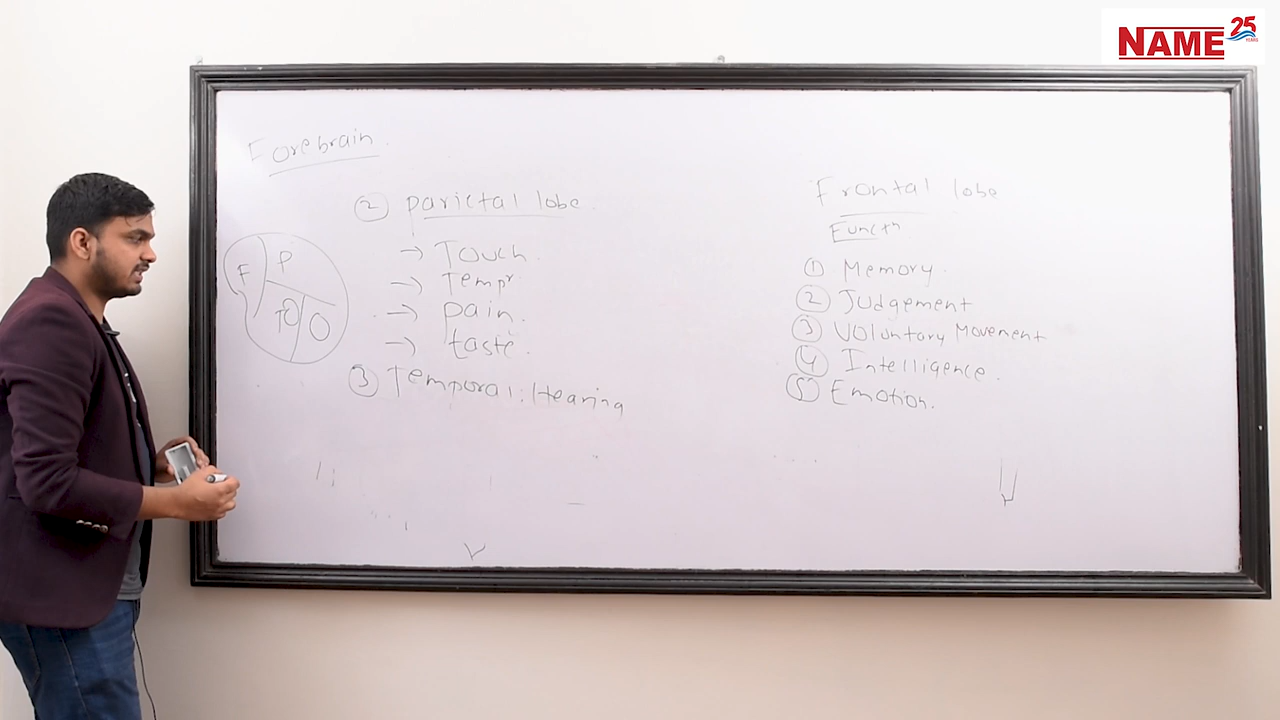 NAME 25 YEARS
Forebrain
② Parietal lobe
→ Touch
→ Tempr
→ pain
→ taste
③ Temporal: Hearing
F
P
T
O
Frontal lobe
Functn
① Memory
② Judgement
③ Voluntary Movement
④ Intelligence
⑤ Emotion